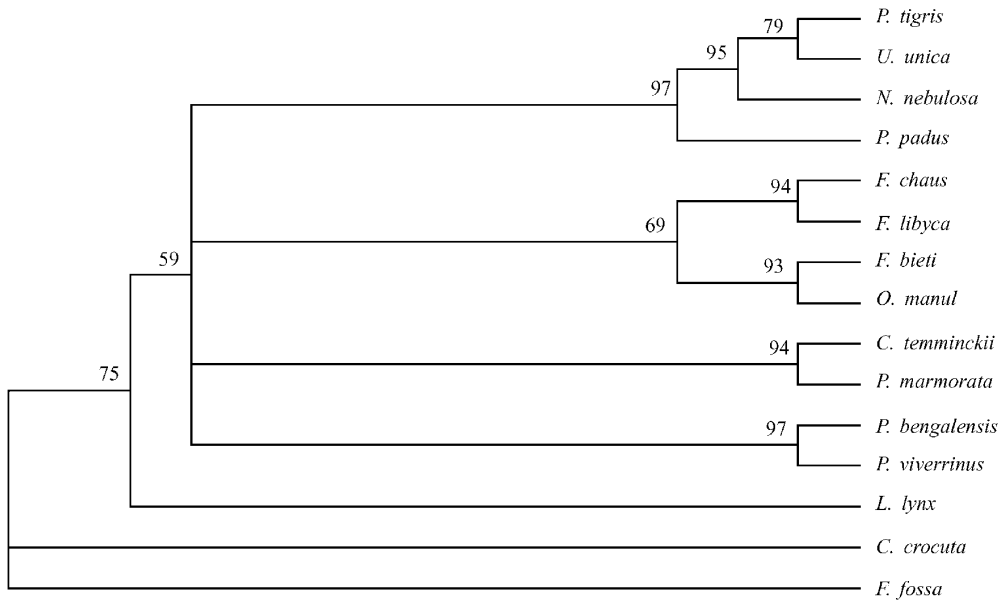 P. tigris
79
U. unica
95
N. nebulosa
97
P. padus
F. chaus
94
F. libyca
69
F. bieti
93
O. manul
59
C. temminckii
94
P. marmorata
75
P. bengalensis
97
P. viverrinus
L. lynx
C. crocuta
F. fossa